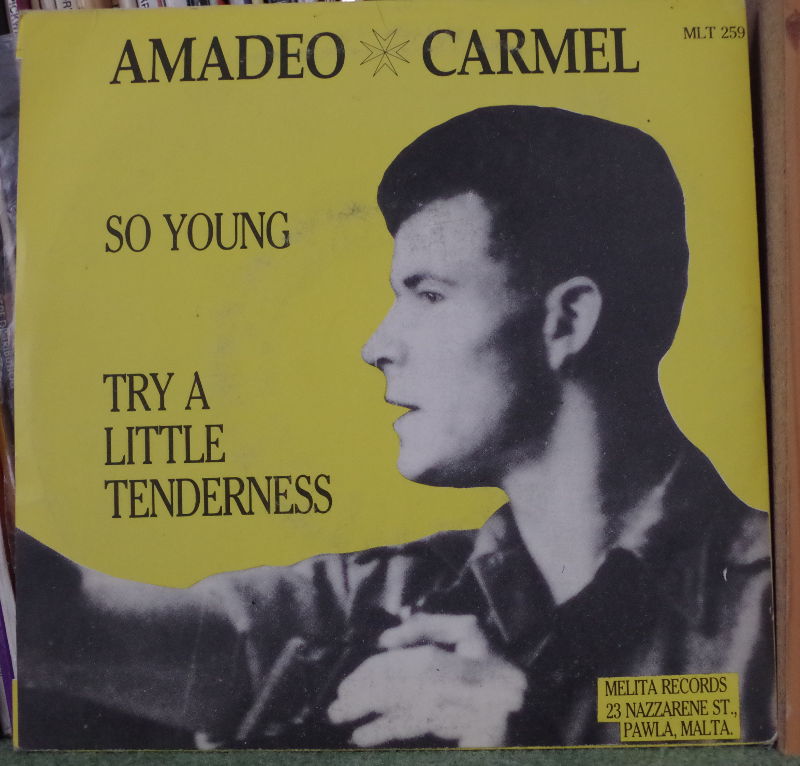 AMADEO CARMEL
MLT 259
SO YOUNG
TRY A
LITTLE
TENDERNESS
MELITA RECORDS
23 NAZZARENE ST.,
PAWLA, MALTA.